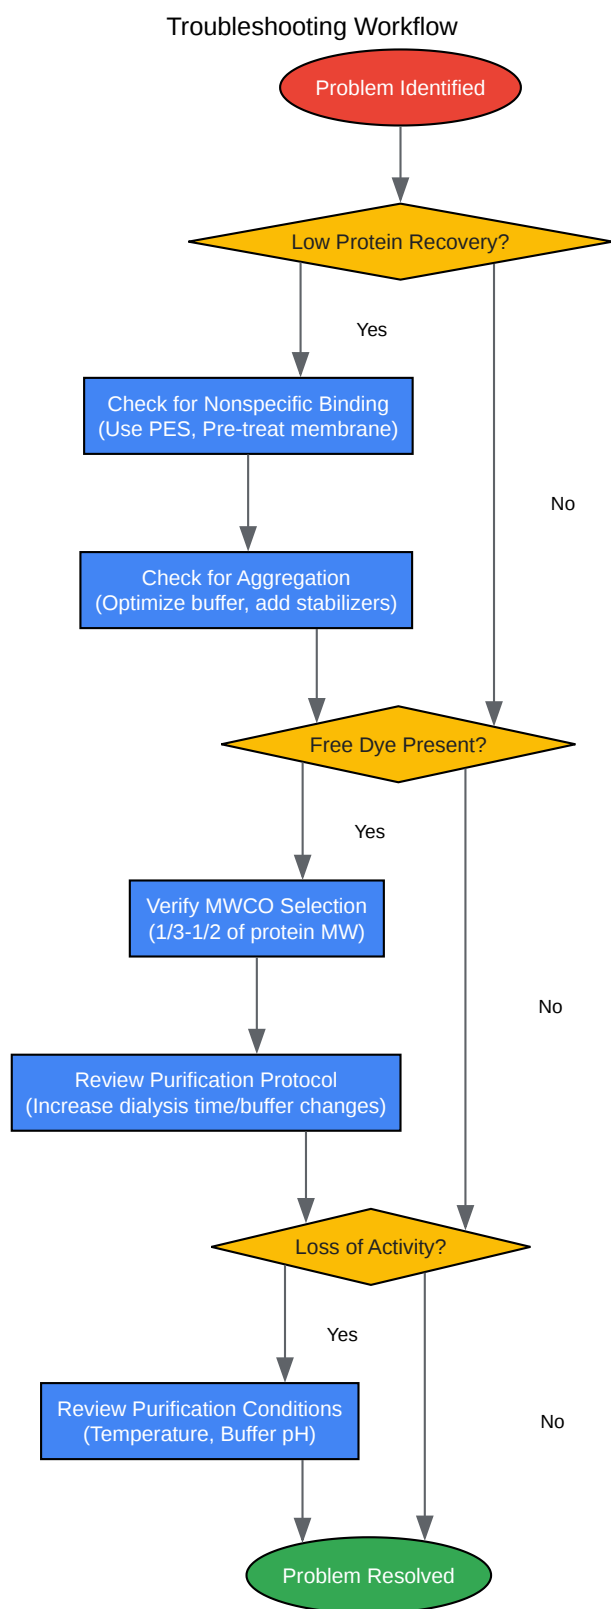 Troubleshooting Workflow
Problem Identified
Low Protein Recovery?
Yes
Check for Nonspecific Binding
(Use PES, Pre-treat membrane)
No
Check for Aggregation
(Optimize buffer, add stabilizers)
Free Dye Present?
Yes
Verify MWCO Selection
(1/3-1/2 of protein MW)
No
Review Purification Protocol
(Increase dialysis time/buffer changes)
Loss of Activity?
Yes
Review Purification Conditions
(Temperature, Buffer pH)
No
Problem Resolved